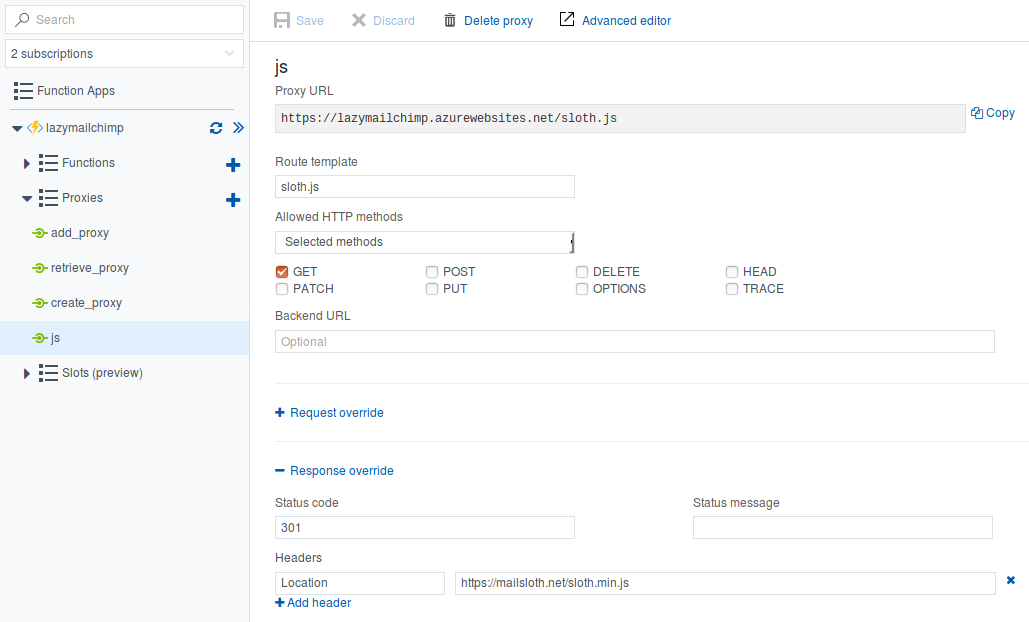 Search
2 subscriptions
Function Apps
lazymailchimp
Functions
Proxies
add_proxy
retrieve_proxy
create_proxy
js
Slots (preview)
Save Discard Delete proxy Advanced editor
js
Proxy URL
https://lazymailchimp.azurewebsites.net/sloth.js Copy
Route template
sloth.js
Allowed HTTP methods
Selected methods
GET POST DELETE HEAD
PATCH PUT OPTIONS TRACE
Backend URL
Optional
Request override
Response override
Status code Status message
301
Headers
Location https://mailsloth.net/sloth.min.js
Add header